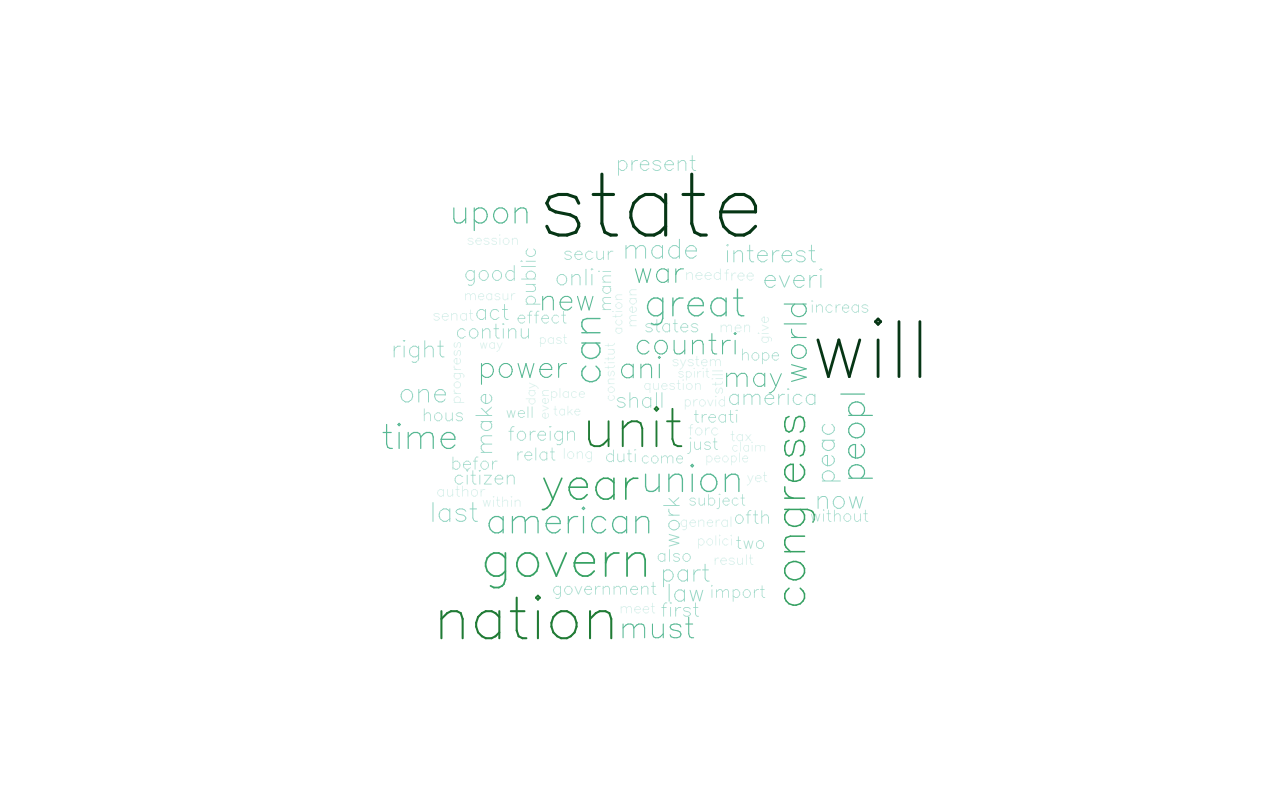 present
state
upon
session
secur
made
interest
public
good
onli
mani
war
need
free
everi
measur
new
action
mean
great
world
increas
senat
act
effect
can
states
men
give
will
continu
way
past
countri
hope
right
progress
power
constitut
ani
system
spirit
still
may
question
one
day
even
place
shall
provid
america
hous
make
well
take
unit
treati
congress
peac
peopl
time
foreign
forc
tax
just
claim
befor
relat
long
duti
come
people
citizen
year
union
yet
author
within
subject
now
last
american
work
general
ofth
without
polici
two
govern
also
result
part
government
law
import
nation
meet
first
must